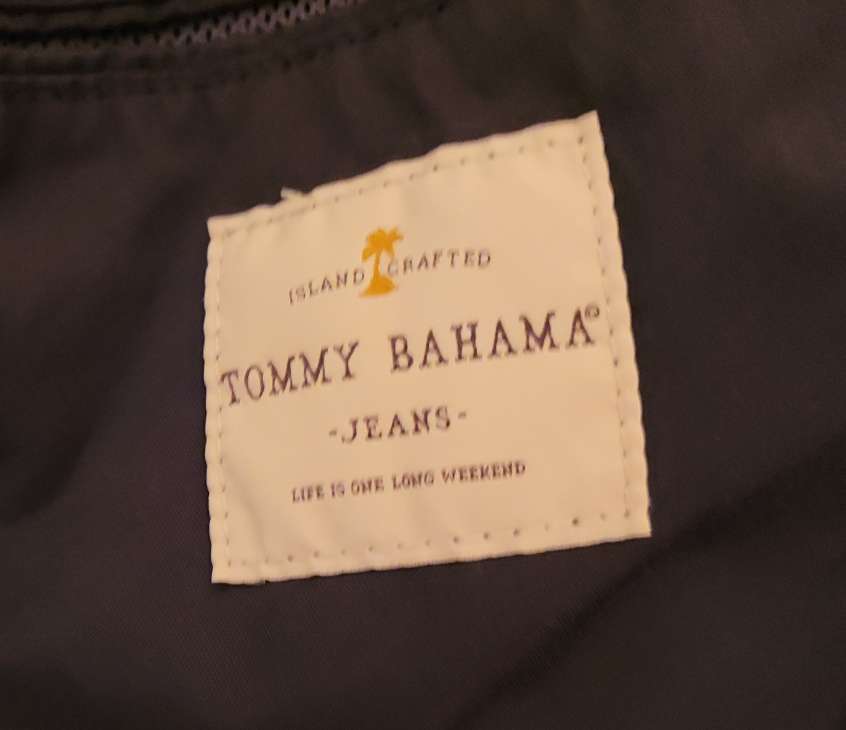 ISLAND CRAFTED
TOMMY BAHAMA©
-JEANS-
LIFE IS ONE LONG WEEKEND